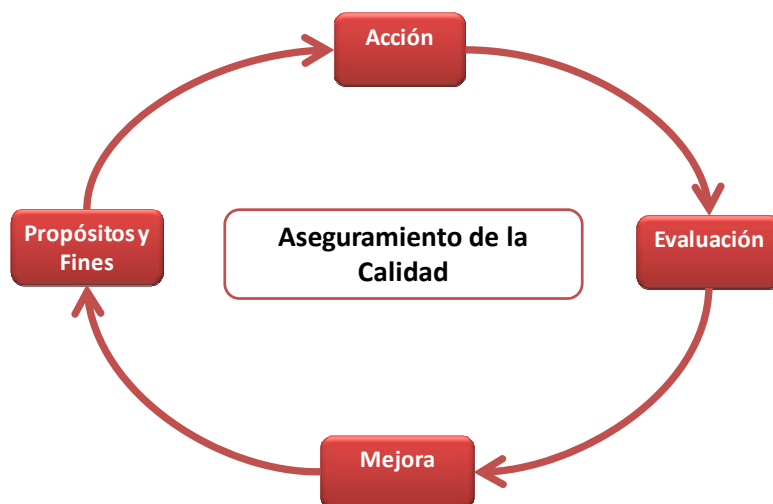 Acción
Propósitos y
Fines
Aseguramiento de la
Calidad
Evaluación
Mejora